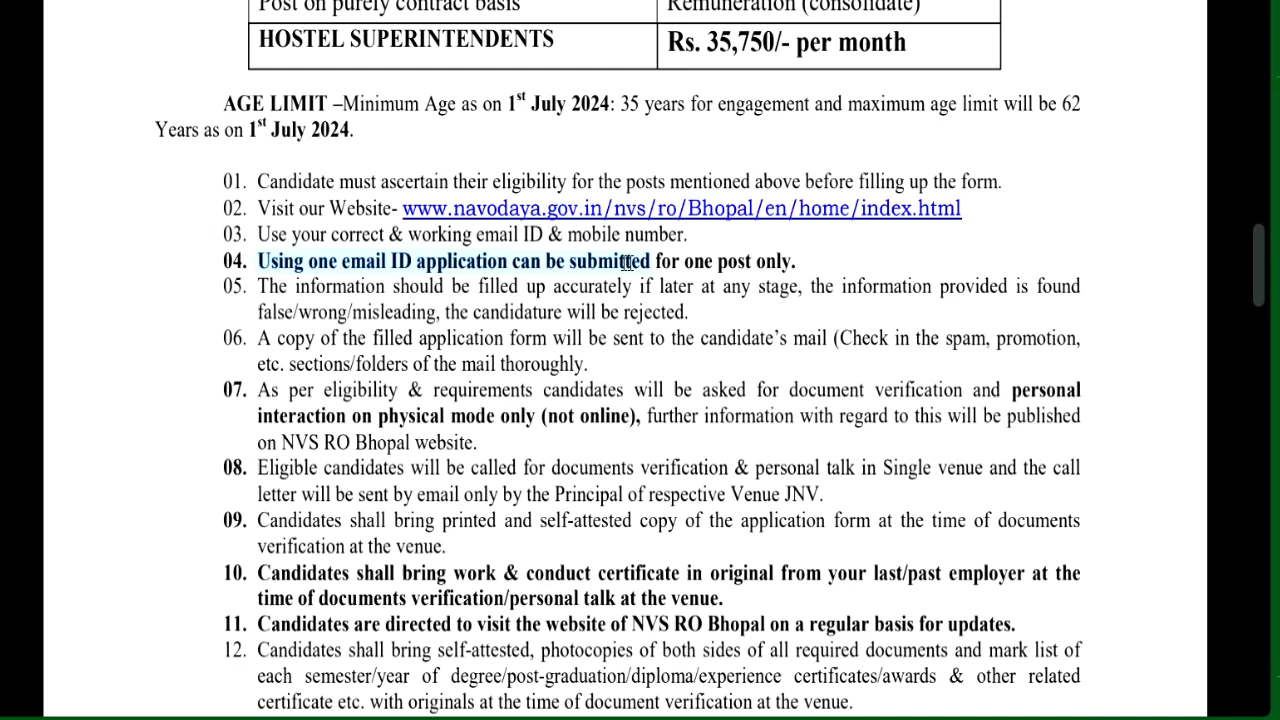 Post on purely contract basis Remuneration (consolidate)
HOSTEL SUPERINTENDENTS Rs. 35,750/- per month
AGE LIMIT –Minimum Age as on 1st July 2024: 35 years for engagement and maximum age limit will be 62
Years as on 1st July 2024.
01. Candidate must ascertain their eligibility for the posts mentioned above before filling up the form.
02. Visit our Website- www.navodaya.gov.in/nvs/ro/Bhopal/en/home/index.html
03. Use your correct & working email ID & mobile number.
04. Using one email ID application can be submitted for one post only.
05. The information should be filled up accurately if later at any stage, the information provided is found
false/wrong/misleading, the candidature will be rejected.
06. A copy of the filled application form will be sent to the candidate's mail (Check in the spam, promotion,
etc. sections/folders of the mail thoroughly.
07. As per eligibility & requirements candidates will be asked for document verification and personal
interaction on physical mode only (not online), further information with regard to this will be published
on NVS RO Bhopal website.
08. Eligible candidates will be called for documents verification & personal talk in Single venue and the call
letter will be sent by email only by the Principal of respective Venue JNV.
09. Candidates shall bring printed and self-attested copy of the application form at the time of documents
verification at the venue.
10. Candidates shall bring work & conduct certificate in original from your last/past employer at the
time of documents verification/personal talk at the venue.
11. Candidates are directed to visit the website of NVS RO Bhopal on a regular basis for updates.
12. Candidates shall bring self-attested, photocopies of both sides of all required documents and mark list of
each semester/year of degree/post-graduation/diploma/experience certificates/awards & other related
certificate etc. with originals at the time of document verification at the venue.